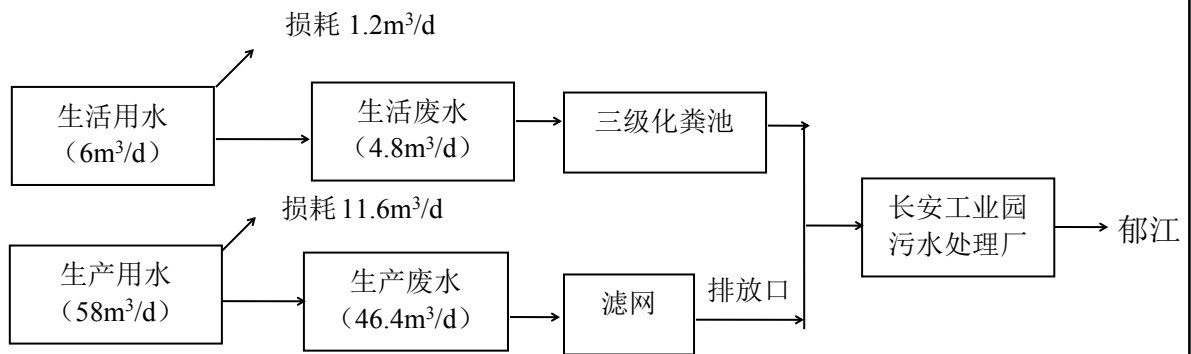 损耗 1.2m³/d
生活用水
（6m³/d）
生活废水
（4.8m³/d）
三级化粪池
损耗 11.6m³/d
长安工业园
污水处理厂
郁江
生产用水
(58m³/d）
生产废水
(46.4m³/d）
滤网
排放口